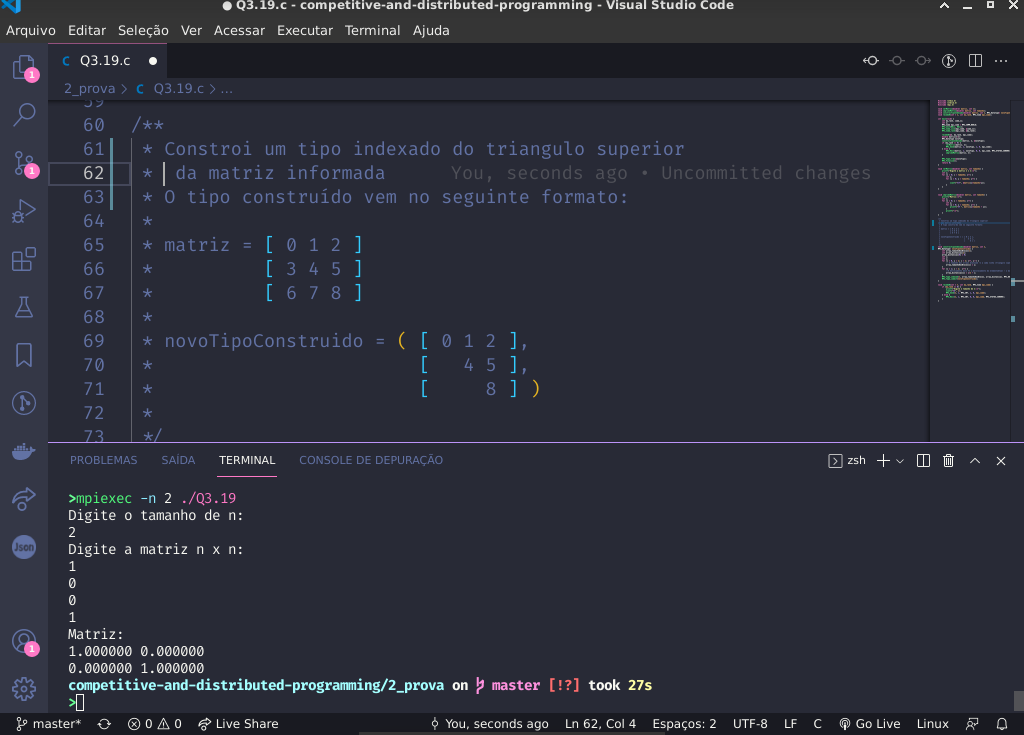 Q3.19.c - competitive-and-distributed-programming - Visual Studio Code
Arquivo Editar Seleção Ver Acessar Executar Terminal Ajuda
C Q3.19.c
2_prova > C Q3.19.c > ...
59
60 /**
61 * Constroi um tipo indexado do triangulo superior
62 * da matriz informada You, seconds ago • Uncommitted changes
63 * O tipo construído vem no seguinte formato:
64 *
65 * matriz = [ 0 1 2 ]
66 * [ 3 4 5 ]
67 * [ 6 7 8 ]
68 *
69 * novoTipoConstruido = ( [ 0 1 2 ],
70 * [ 4 5 ],
71 * [ 8 ] )
72 *
73 */
1
1
Json
1
PROBLEMAS SAÍDA TERMINAL CONSOLE DE DEPURAÇÃO zsh
>mpiexec -n 2 ./Q3.19
Digite o tamanho de n:
2
Digite a matriz n x n:
1
0
0
1
Matriz:
1.000000 0.000000
0.000000 1.000000
competitive-and-distributed-programming/2_prova on master [!?] took 27s
>
master* 0 0 Live Share You, seconds ago Ln 62, Col 4 Espaços: 2 UTF-8 LF C Go Live Linux